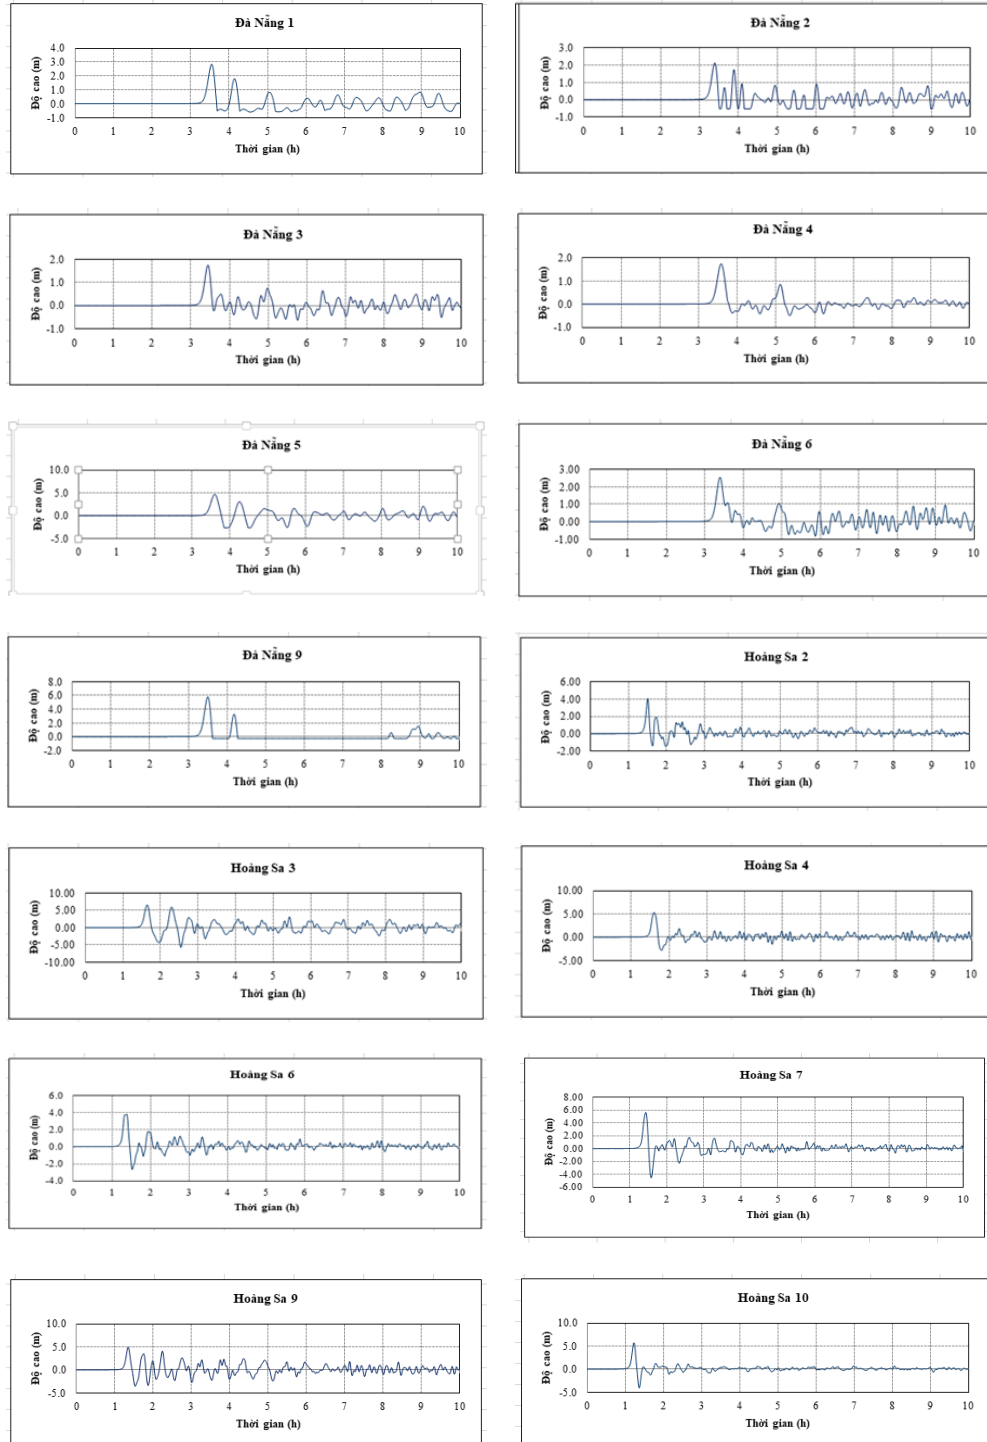 Đà Nẵng 1
Độ cao (m)
4.0
3.0
2.0
1.0
0.0
-1.0
0 1 2 3 4 5 6 7 8 9 10
Thời gian (h)
Đà Nẵng 2
Độ cao (m)
3.0
2.0
1.0
0.0
-1.0
0 1 2 3 4 5 6 7 8 9 10
Thời gian (h)
Đà Nẵng 3
Độ cao (m)
2.0
1.0
0.0
-1.0
0 1 2 3 4 5 6 7 8 9 10
Thời gian (h)
Đà Nẵng 4
Độ cao (m)
2.0
1.0
0.0
-1.0
0 1 2 3 4 5 6 7 8 9 10
Thời gian (h)
Đà Nẵng 5
Độ cao (m)
10.0
5.0
0.0
-5.0
0 1 2 3 4 5 6 7 8 9 10
Thời gian (h)
Đà Nẵng 6
Độ cao (m)
3.00
2.00
1.00
0.00
-1.00
0 1 2 3 4 5 6 7 8 9 10
Thời gian (h)
Đà Nẵng 9
Độ cao (m)
8.0
6.0
4.0
2.0
0.0
-2.0
0 1 2 3 4 5 6 7 8 9 10
Thời gian (h)
Hoàng Sa 2
Độ cao (m)
6.00
4.00
2.00
0.00
-2.00
0 1 2 3 4 5 6 7 8 9 10
Thời gian (h)
Hoàng Sa 3
Độ cao (m)
10.00
5.00
0.00
-5.00
-10.00
0 1 2 3 4 5 6 7 8 9 10
Thời gian (h)
Hoàng Sa 4
Độ cao (m)
10.00
5.00
0.00
-5.00
0 1 2 3 4 5 6 7 8 9 10
Thời gian (h)
Hoàng Sa 6
Độ cao (m)
6.0
4.0
2.0
0.0
-2.0
-4.0
0 1 2 3 4 5 6 7 8 9 10
Thời gian (h)
Hoàng Sa 7
Độ cao (m)
8.00
6.00
4.00
2.00
0.00
-2.00
-4.00
-6.00
0 1 2 3 4 5 6 7 8 9 10
Thời gian (h)
Hoàng Sa 9
Độ cao (m)
10.0
5.0
0.0
-5.0
0 1 2 3 4 5 6 7 8 9 10
Thời gian (h)
Hoàng Sa 10
Độ cao (m)
10.0
5.0
0.0
-5.0
0 1 2 3 4 5 6 7 8 9 10
Thời gian (h)